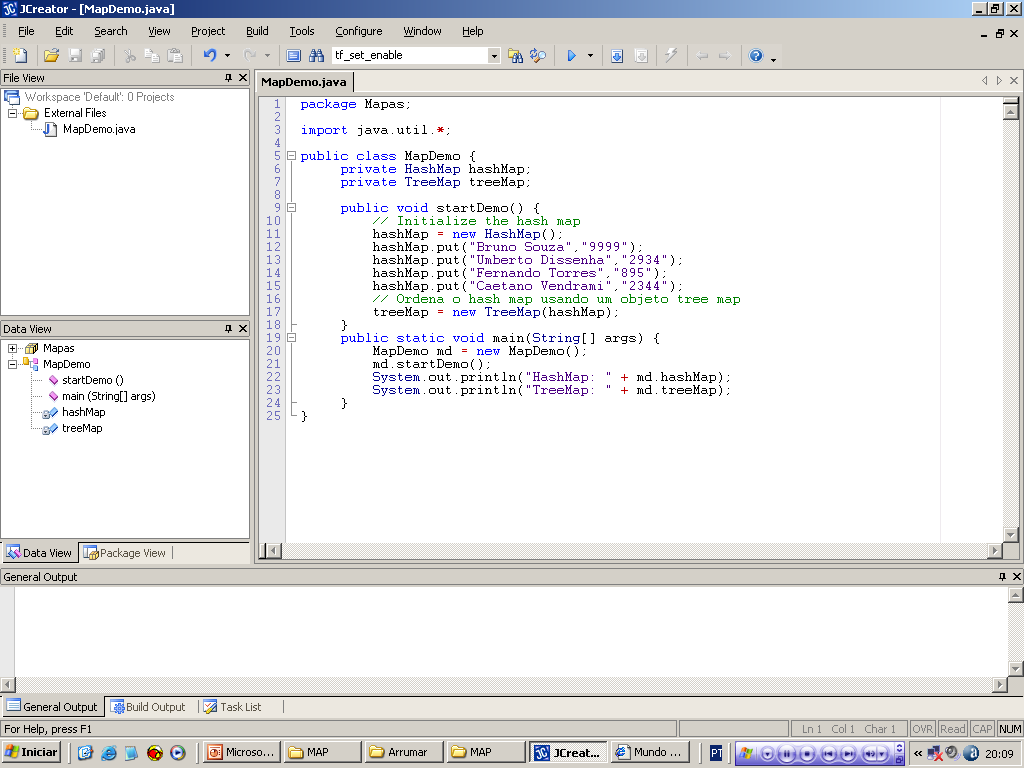 JCreator - [MapDemo.java]
File Edit Search View Project Build Tools Configure Window Help
tf_set_enable
File View
Workspace 'Default': 0 Projects
External Files
MapDemo.java
Data View
Mapas
MapDemo
startDemo ()
main (String[] args)
hashMap
treeMap
Data View Package View
MapDemo.java
1 package Mapas;
2
3 import java.util.*;
4
5 public class MapDemo {
6 private HashMap hashMap;
7 private TreeMap treeMap;
8
9 public void startDemo() {
10 // Initialize the hash map
11 hashMap = new HashMap();
12 hashMap.put("Bruno Souza","9999");
13 hashMap.put("Umberto Dissenha","2934");
14 hashMap.put("Fernando Torres","895");
15 hashMap.put("Caetano Vendrami","2344");
16 // Ordena o hash map usando um objeto tree map
17 treeMap = new TreeMap(hashMap);
18 }
19 public static void main(String[] args) {
20 MapDemo md = new MapDemo();
21 md.startDemo();
22 System.out.println("HashMap: " + md.hashMap);
23 System.out.println("TreeMap: " + md.treeMap);
24 }
25 }
General Output
General Output Build Output Task List
For Help, press F1 Ln 1 Col 1 Char 1 OVR Read CAP NUM
Iniciar Microso... MAP Arrumar MAP JCreat... Mundo ... PT 20:09